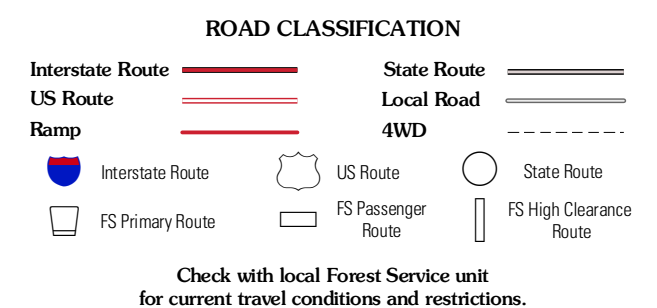 ROAD CLASSIFICATION
Interstate Route
State Route
US Route
Local Road
Ramp
4WD
Interstate Route
US Route
State Route
FS Primary Route
FS Passenger
Route
FS High Clearance
Route
Check with local Forest Service unit
for current travel conditions and restrictions.